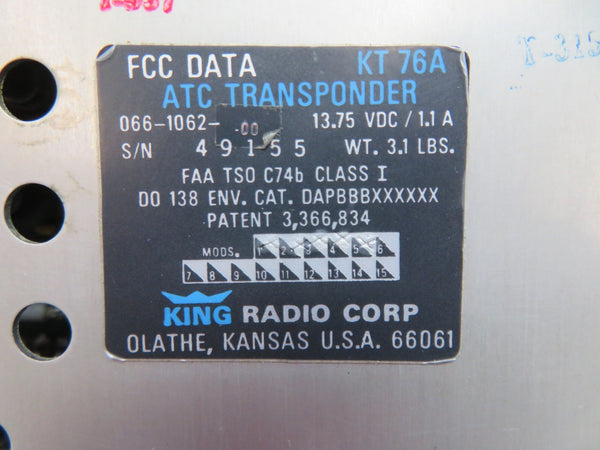 FCC DATA KT 76A
ATC TRANSPONDER
066-1062- .00 13.75 VDC / 1.1 A
S/N 49155 WT. 3.1 LBS.
FAA TSO C74b CLASS I
DO 138 ENV. CAT. DAPBBBXXXXXX
PATENT 3,366,834
MODS. 1 2 3 4 5 6
7 8 9 10 11 12 13 14 15
KING RADIO CORP
OLATHE, KANSAS U.S.A. 66061